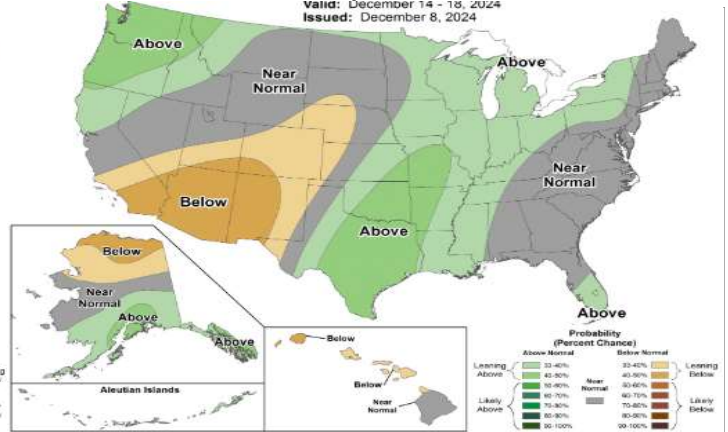 Valid: December 14 - 18, 2024
Issued: December 8, 2024
Above
Near
Normal
Above
Near
Normal
Below
Above
Above
Below
Near
Normal
Above
Above
Aleutian Islands
Below
Below
Near
Normal
Probability
(Percent Chance)
Above Normal
Below Normal
Leaning
Above
33-40%
40-50%
50-60%
60-70%
70-80%
80-90%
90-100%
Likely
Above
Near
Normal
33-40%
40-50%
50-60%
60-70%
70-80%
80-90%
90-100%
Leaning
Below
Likely
Below